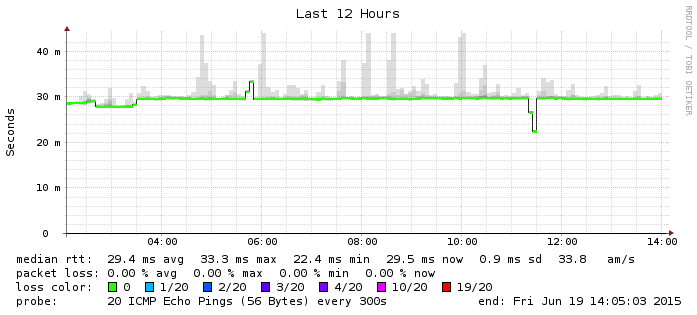 Last 12 Hours
RRDTOOL / TOBI OETIKER
Seconds
40 m
30 m
20 m
10 m
0
04:00 06:00 08:00 10:00 12:00 14:00
median rtt: 29.4 ms avg 33.3 ms max 22.4 ms min 29.5 ms now 0.9 ms sd 33.8 am/s
packet loss: 0.00 % avg 0.00 % max 0.00 % min 0.00 % now
loss color: 0 1/20 2/20 3/20 4/20 10/20 19/20
probe: 20 ICMP Echo Pings (56 Bytes) every 300s end: Fri Jun 19 14:05:03 2015